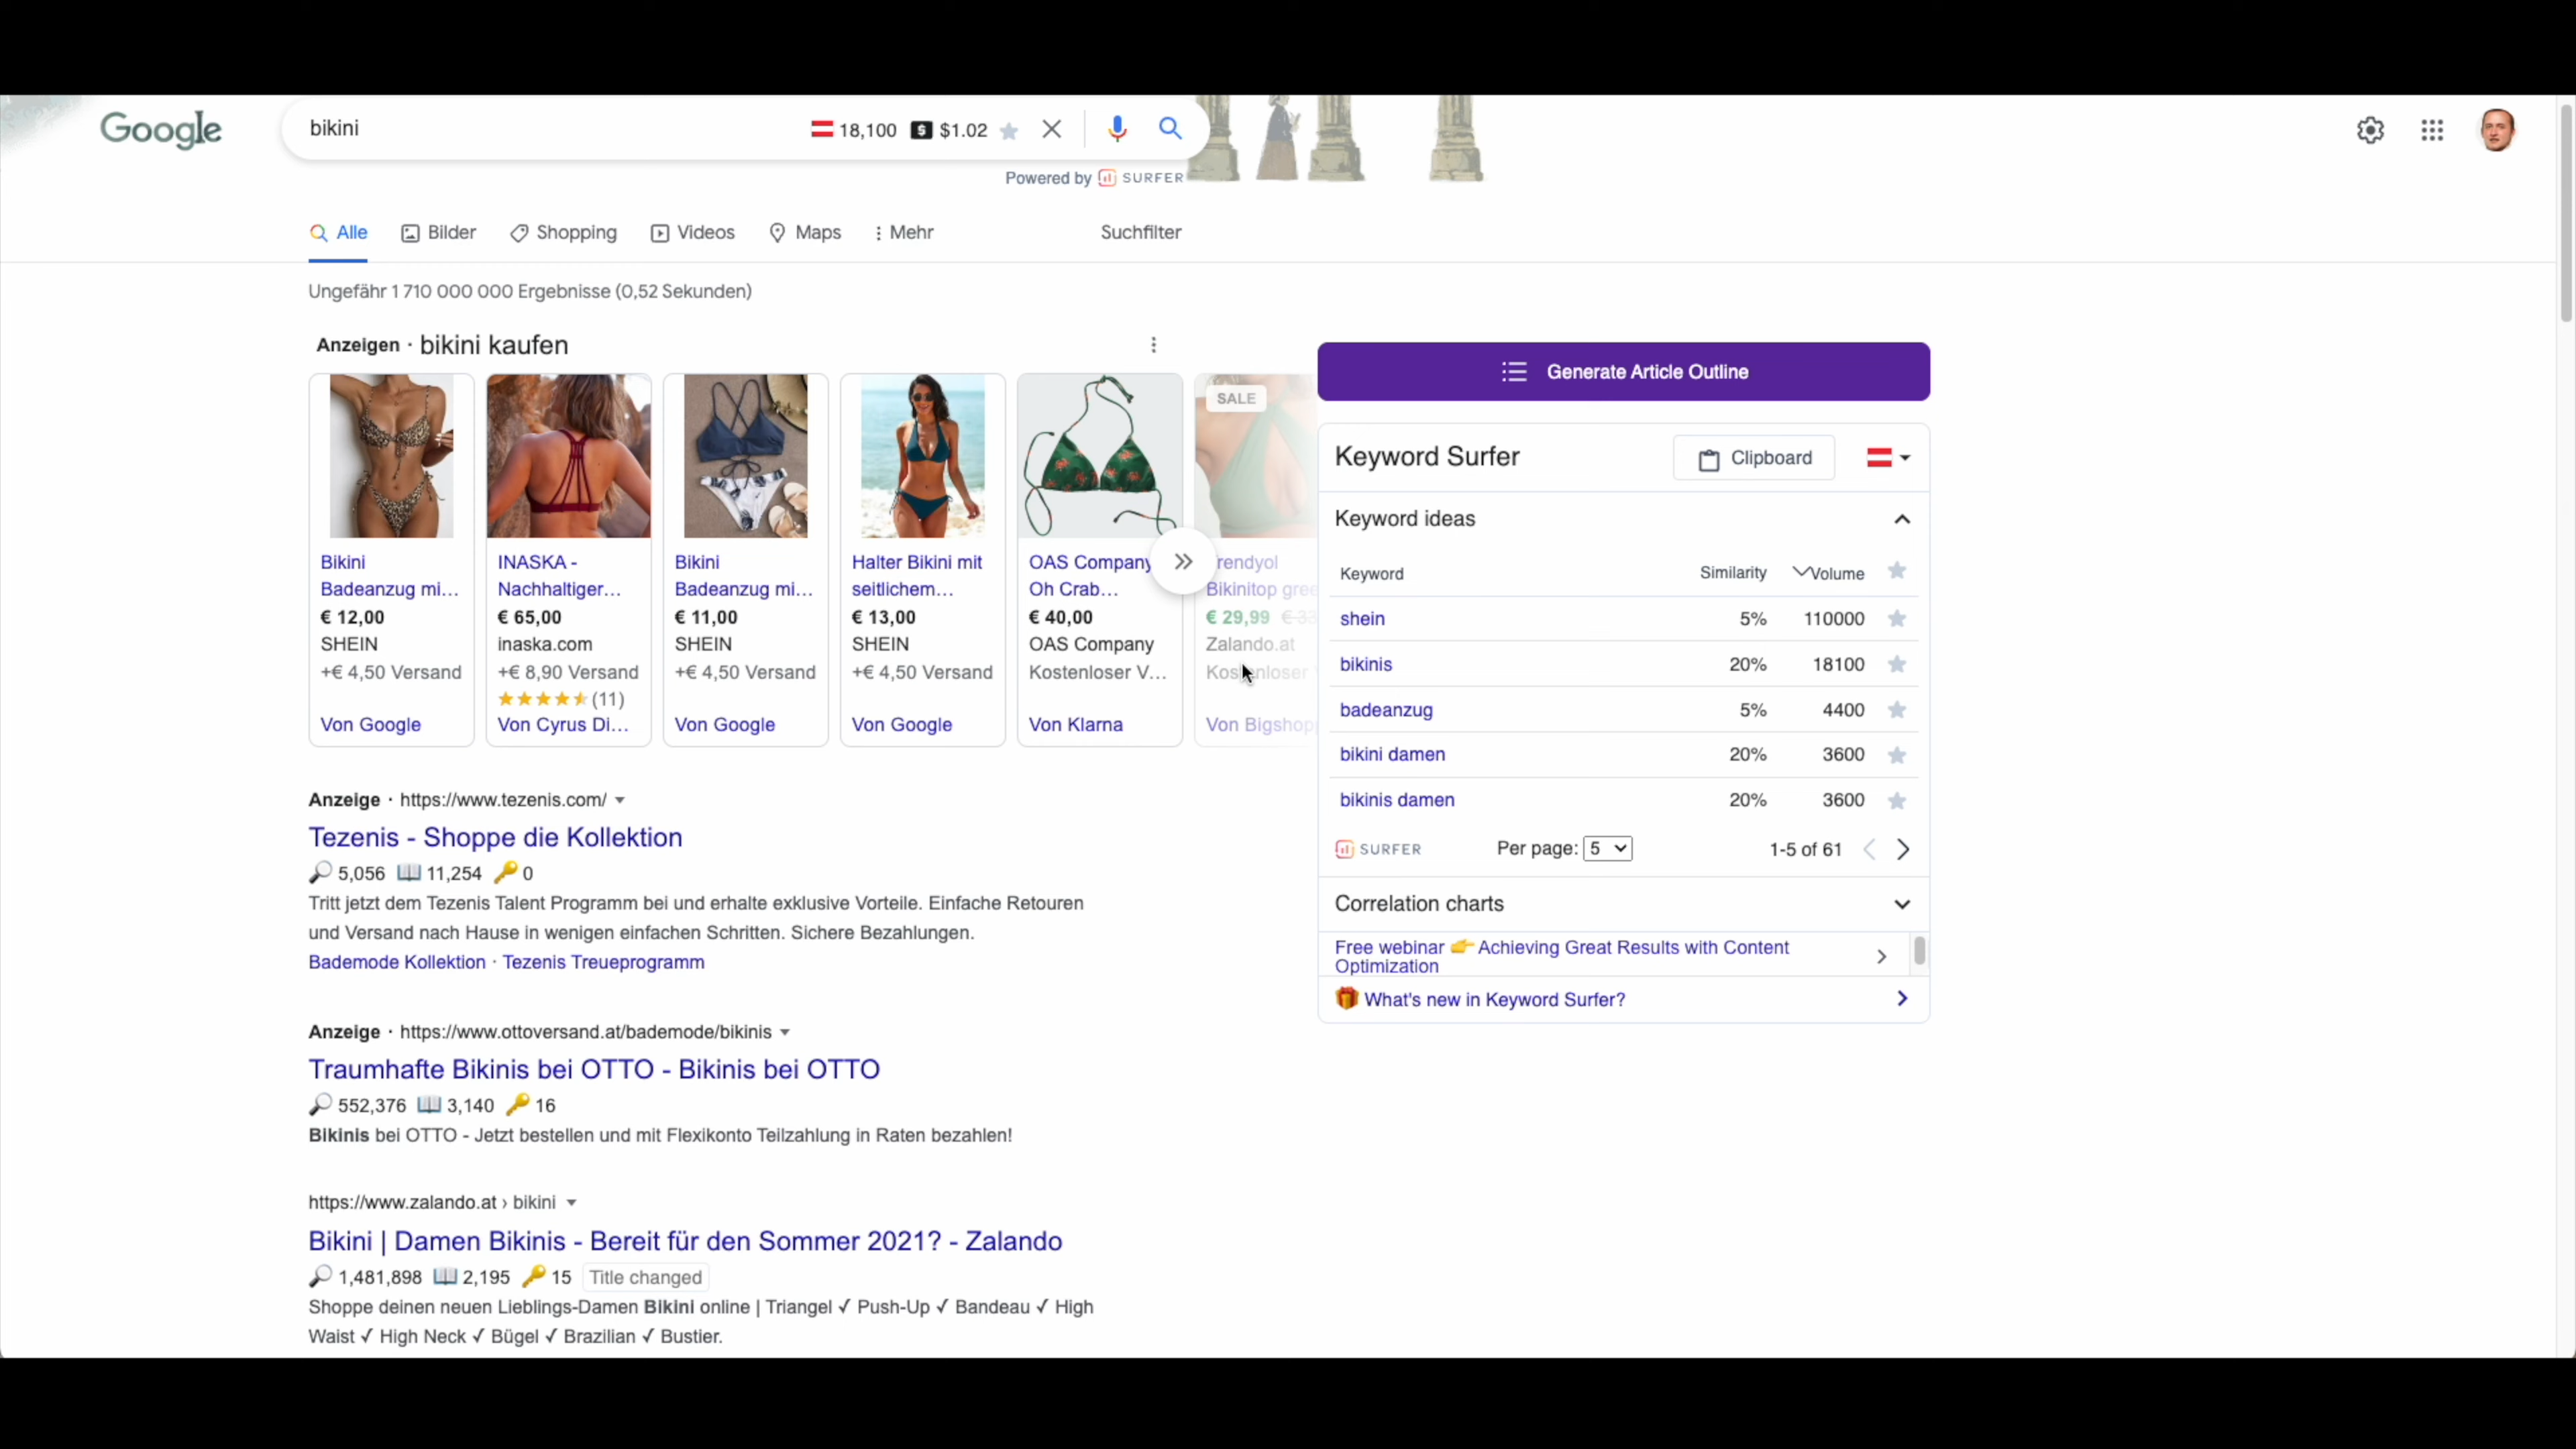 Google
bikini
18,100 $1.02
Powered by SURFER
Alle Bilder Shopping Videos Maps Mehr Suchfilter
Ungefähr 1 710 000 000 Ergebnisse (0,52 Sekunden)
Anzeigen · bikini kaufen
Bikini
Badeanzug mi...
€ 12,00
SHEIN
+€ 4,50 Versand
Von Google
INASKA -
Nachhaltiger...
€ 65,00
inaska.com
+€ 8,90 Versand
(11)
Von Cyrus Di...
Bikini
Badeanzug mi...
€ 11,00
SHEIN
+€ 4,50 Versand
Von Google
Halter Bikini mit
seitlichem...
€ 13,00
SHEIN
+€ 4,50 Versand
Von Google
OAS Company
Oh Crab...
€ 40,00
OAS Company
Kostenloser V...
Von Klarna
SALE
rendyol
Bikinitop gree
€ 29,99
Zalando.at
Kostenloser
Von Bigshopp
Anzeige · https://www.tezenis.com/
Tezenis - Shoppe die Kollektion
5,056 11,254 0
Tritt jetzt dem Tezenis Talent Programm bei und erhalte exklusive Vorteile. Einfache Retouren
und Versand nach Hause in wenigen einfachen Schritten. Sichere Bezahlungen.
Bademode Kollektion · Tezenis Treueprogramm
Anzeige · https://www.ottoversand.at/bademode/bikinis
Traumhafte Bikinis bei OTTO - Bikinis bei OTTO
552,376 3,140 16
Bikinis bei OTTO - Jetzt bestellen und mit Flexikonto Teilzahlung in Raten bezahlen!
https://www.zalando.at › bikini
Bikini | Damen Bikinis - Bereit für den Sommer 2021? - Zalando
1,481,898 2,195 15 Title changed
Shoppe deinen neuen Lieblings-Damen Bikini online | Triangel ✓ Push-Up ✓ Bandeau ✓ High
Waist ✓ High Neck ✓ Bügel ✓ Brazilian ✓ Bustier.
Generate Article Outline
Keyword Surfer Clipboard
Keyword ideas
Keyword Similarity Volume
shein 5% 110000
bikinis 20% 18100
badeanzug 5% 4400
bikini damen 20% 3600
bikinis damen 20% 3600
SURFER Per page: 5 1-5 of 61
Correlation charts
Free webinar 👉 Achieving Great Results with Content
Optimization
What's new in Keyword Surfer?